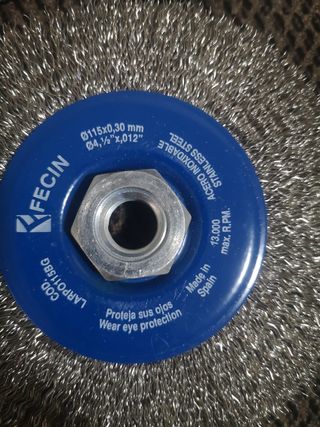 FECIN
Ø115x0,30 mm
Ø4,½"x,012"
ACERO INOXIDABLE
STAINLESS STEEL
13.000
max. R.P.M.
Made in
Spain
Proteja sus ojos
Wear eye protection
COD.
LARPO115BG